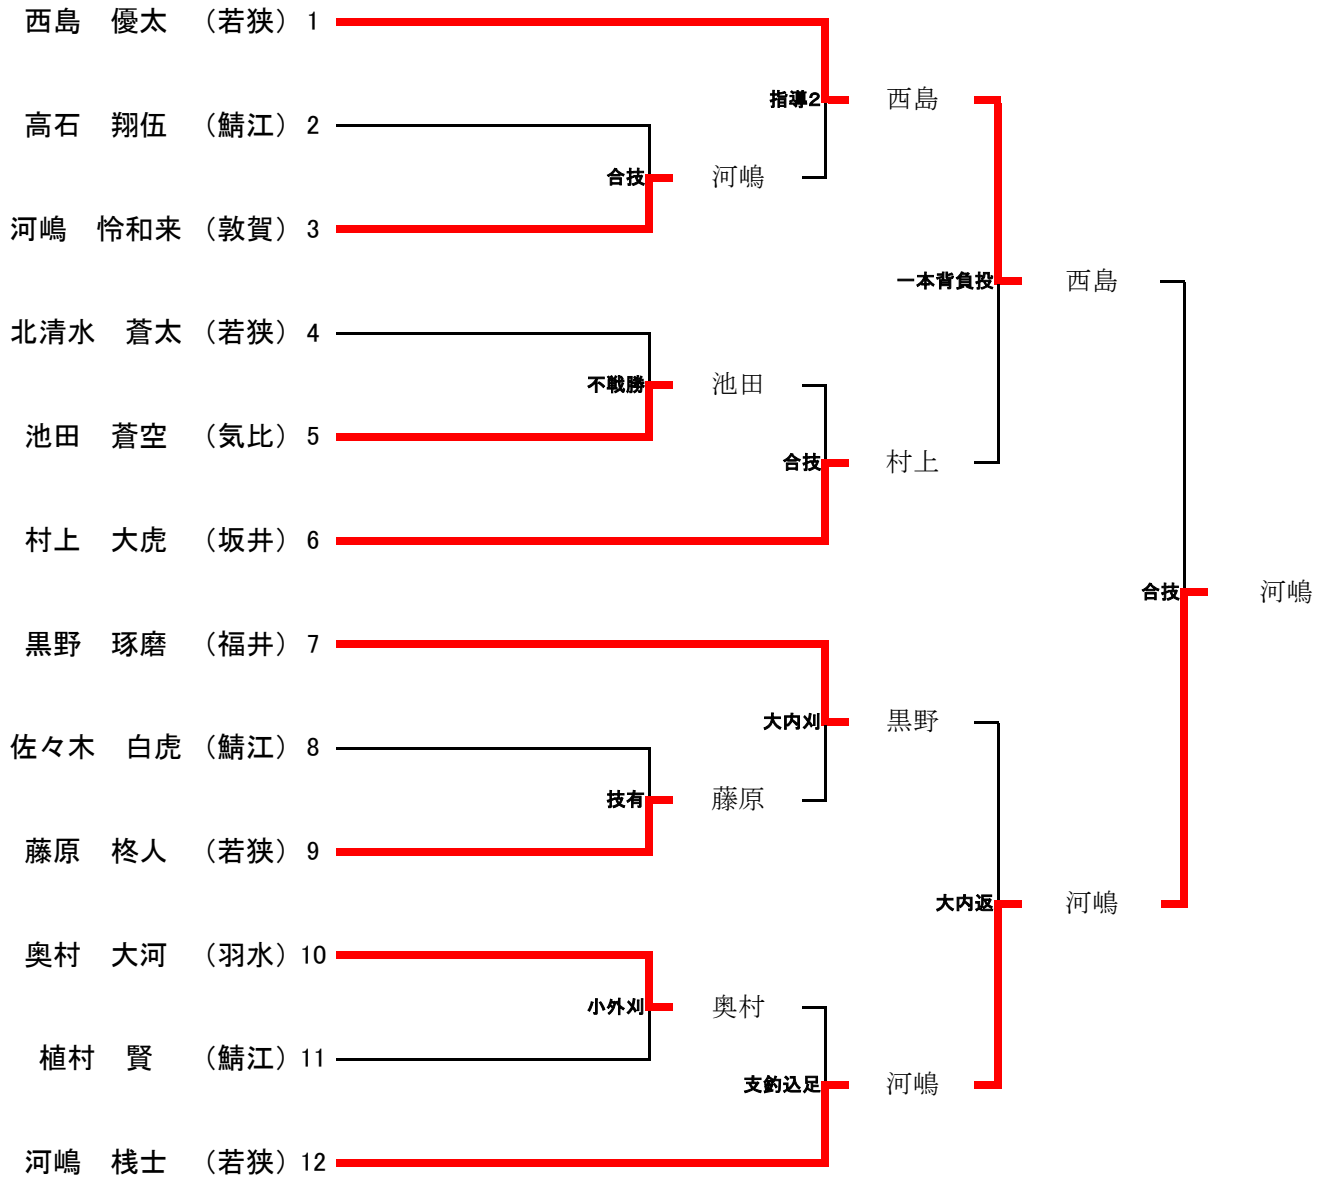 西島　優太　（若狭） 1
指導2
西島
高石　翔伍　（鯖江） 2
合技
河嶋
河嶋　怜和来　（敦賀） 3
一本背負投
西島
北清水　蒼太　（若狭） 4
不戦勝
池田
池田　蒼空　（気比） 5
合技
村上
村上　大虎　（坂井） 6
合技
河嶋
黒野　琢磨　（福井） 7
大内刈
黒野
佐々木　白虎　（鯖江） 8
技有
藤原
藤原　柊人　（若狭） 9
大内返
河嶋
奥村　大河　（羽水） 10
小外刈
奥村
植村　賢　（鯖江） 11
支釣込足
河嶋
河嶋　桟士　（若狭） 12